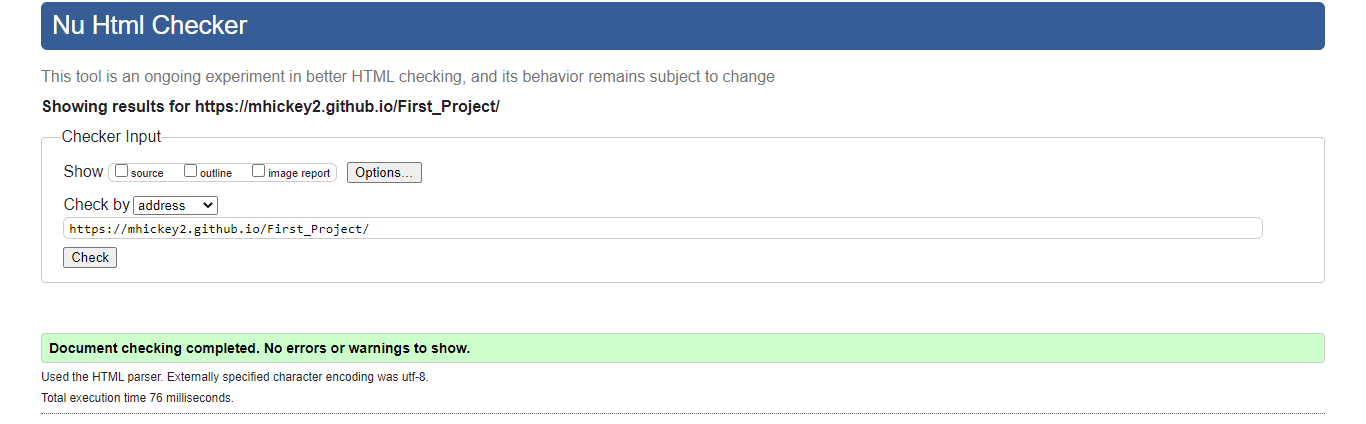 Nu Html Checker
This tool is an ongoing experiment in better HTML checking, and its behavior remains subject to change
Showing results for https://mhickey2.github.io/First_Project/
Checker Input
Show source outline image report Options...
Check by address
https://mhickey2.github.io/First_Project/
Check
Document checking completed. No errors or warnings to show.
Used the HTML parser. Externally specified character encoding was utf-8.
Total execution time 76 milliseconds.